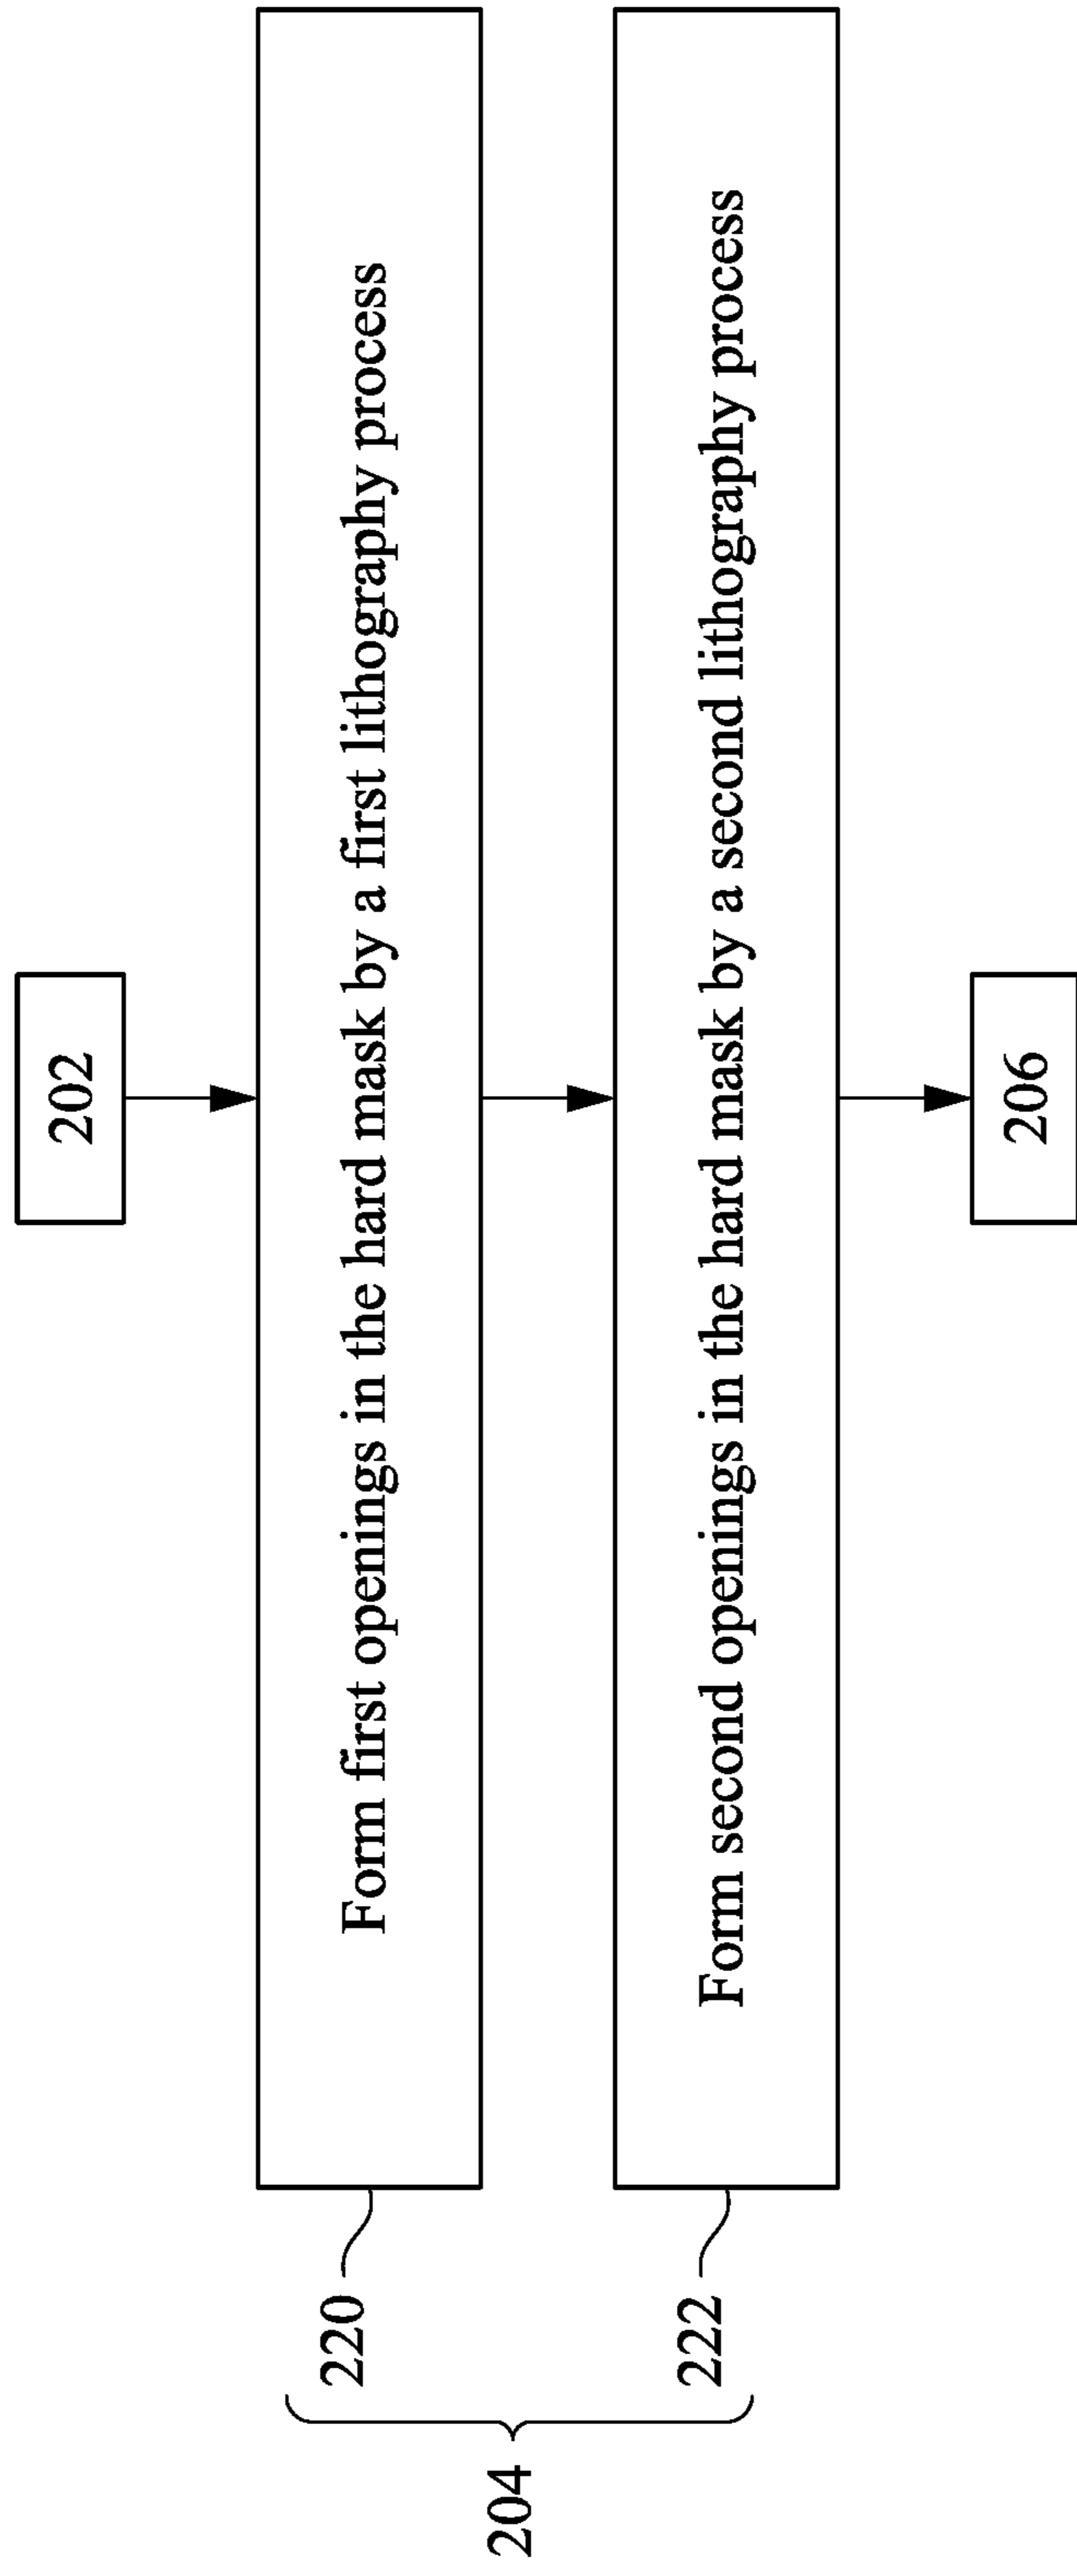 202
Form first openings in the hard mask by a first lithography process
220
204
Form second openings in the hard mask by a second lithography process
222
206